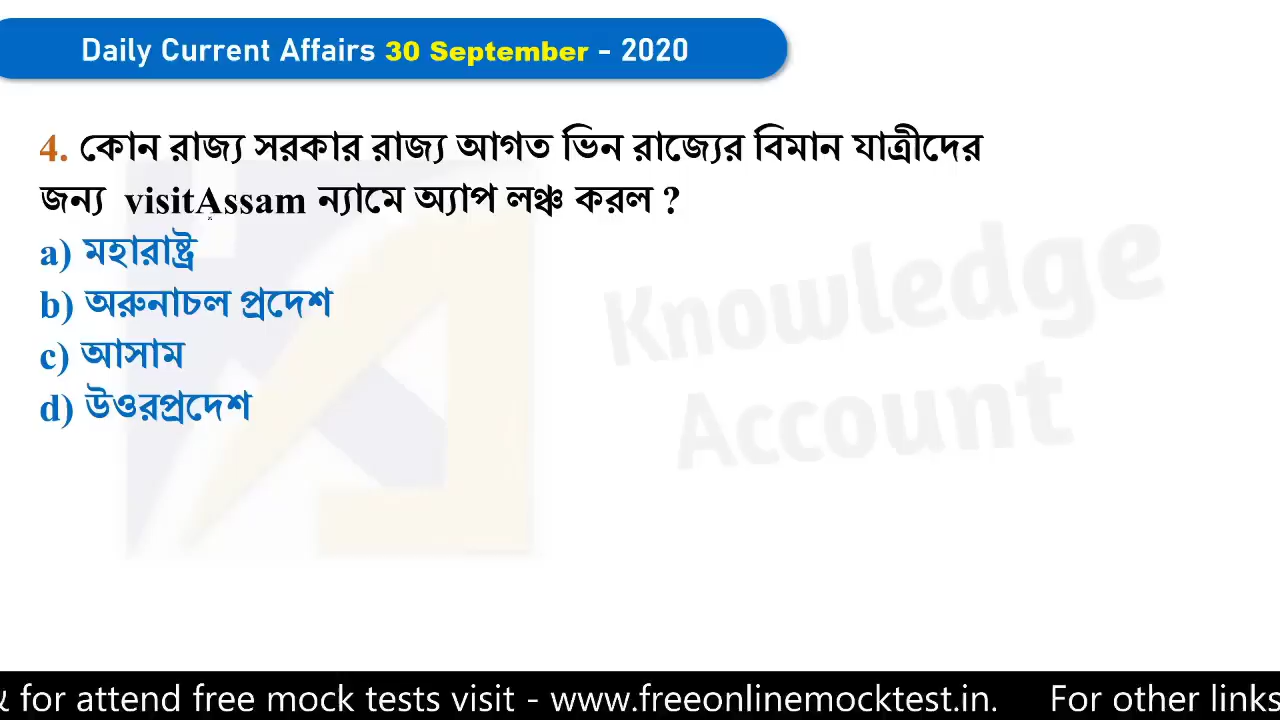 Daily Current Affairs 30 September - 2020
4. কোন রাজ্য সরকার রাজ্য আগত ভিন রাজ্যের বিমান যাত্রীদের
জন্য visitAssam ন্যামে অ্যাপ লঞ্চ করল ?
a) মহারাষ্ট্র
b) অরুনাচল প্রদেশ
c) আসাম
d) উওরপ্রদেশ
Knowledge
Account
& for attend free mock tests visit - www.freeonlinemocktest.in. For other links